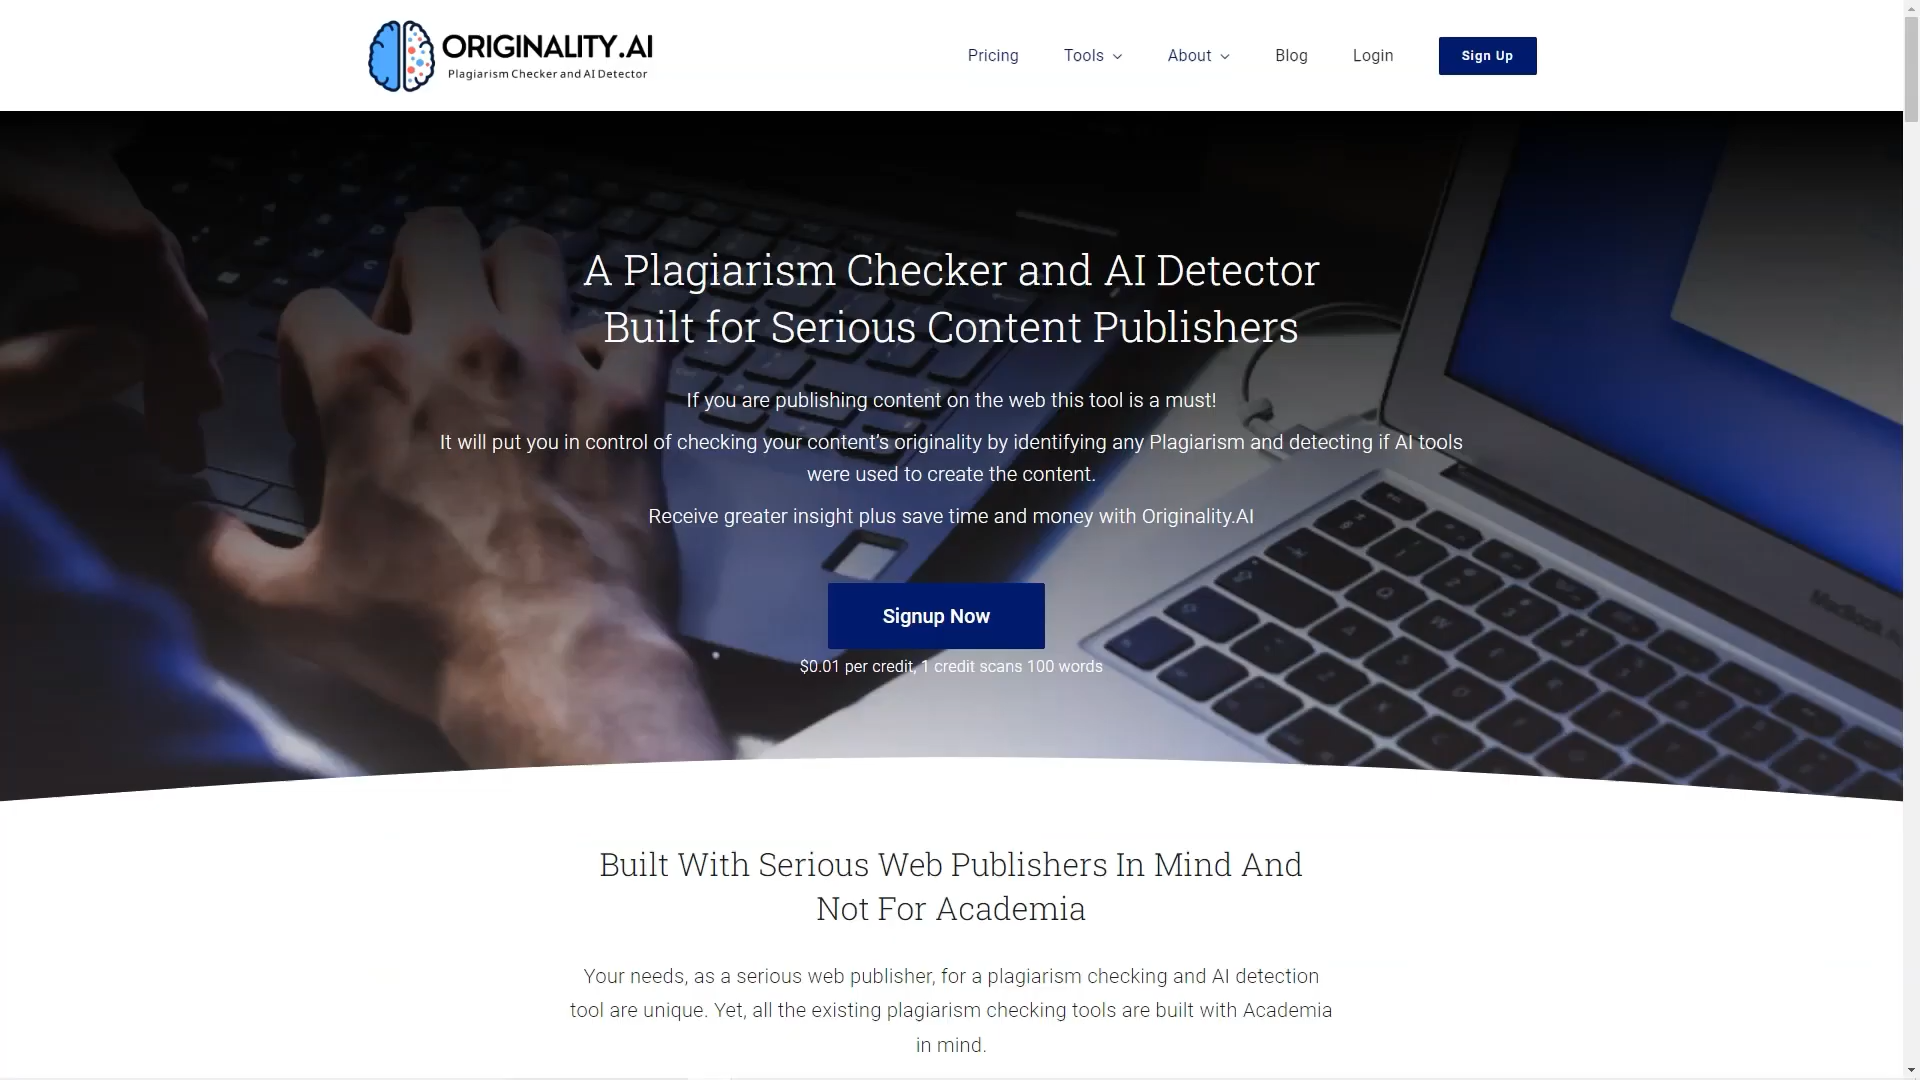 ORIGINALITY.AI
Plagiarism Checker and AI Detector
Pricing
Tools
About
Blog
Login
Sign Up
A Plagiarism Checker and AI Detector
Built for Serious Content Publishers
If you are publishing content on the web this tool is a must!
It will put you in control of checking your content's originality by identifying any Plagiarism and detecting if AI tools
were used to create the content.
Receive greater insight plus save time and money with Originality.AI
Signup Now
$0.01 per credit, 1 credit scans 100 words
Built With Serious Web Publishers In Mind And
Not For Academia
Your needs, as a serious web publisher, for a plagiarism checking and AI detection
tool are unique. Yet, all the existing plagiarism checking tools are built with Academia
in mind.